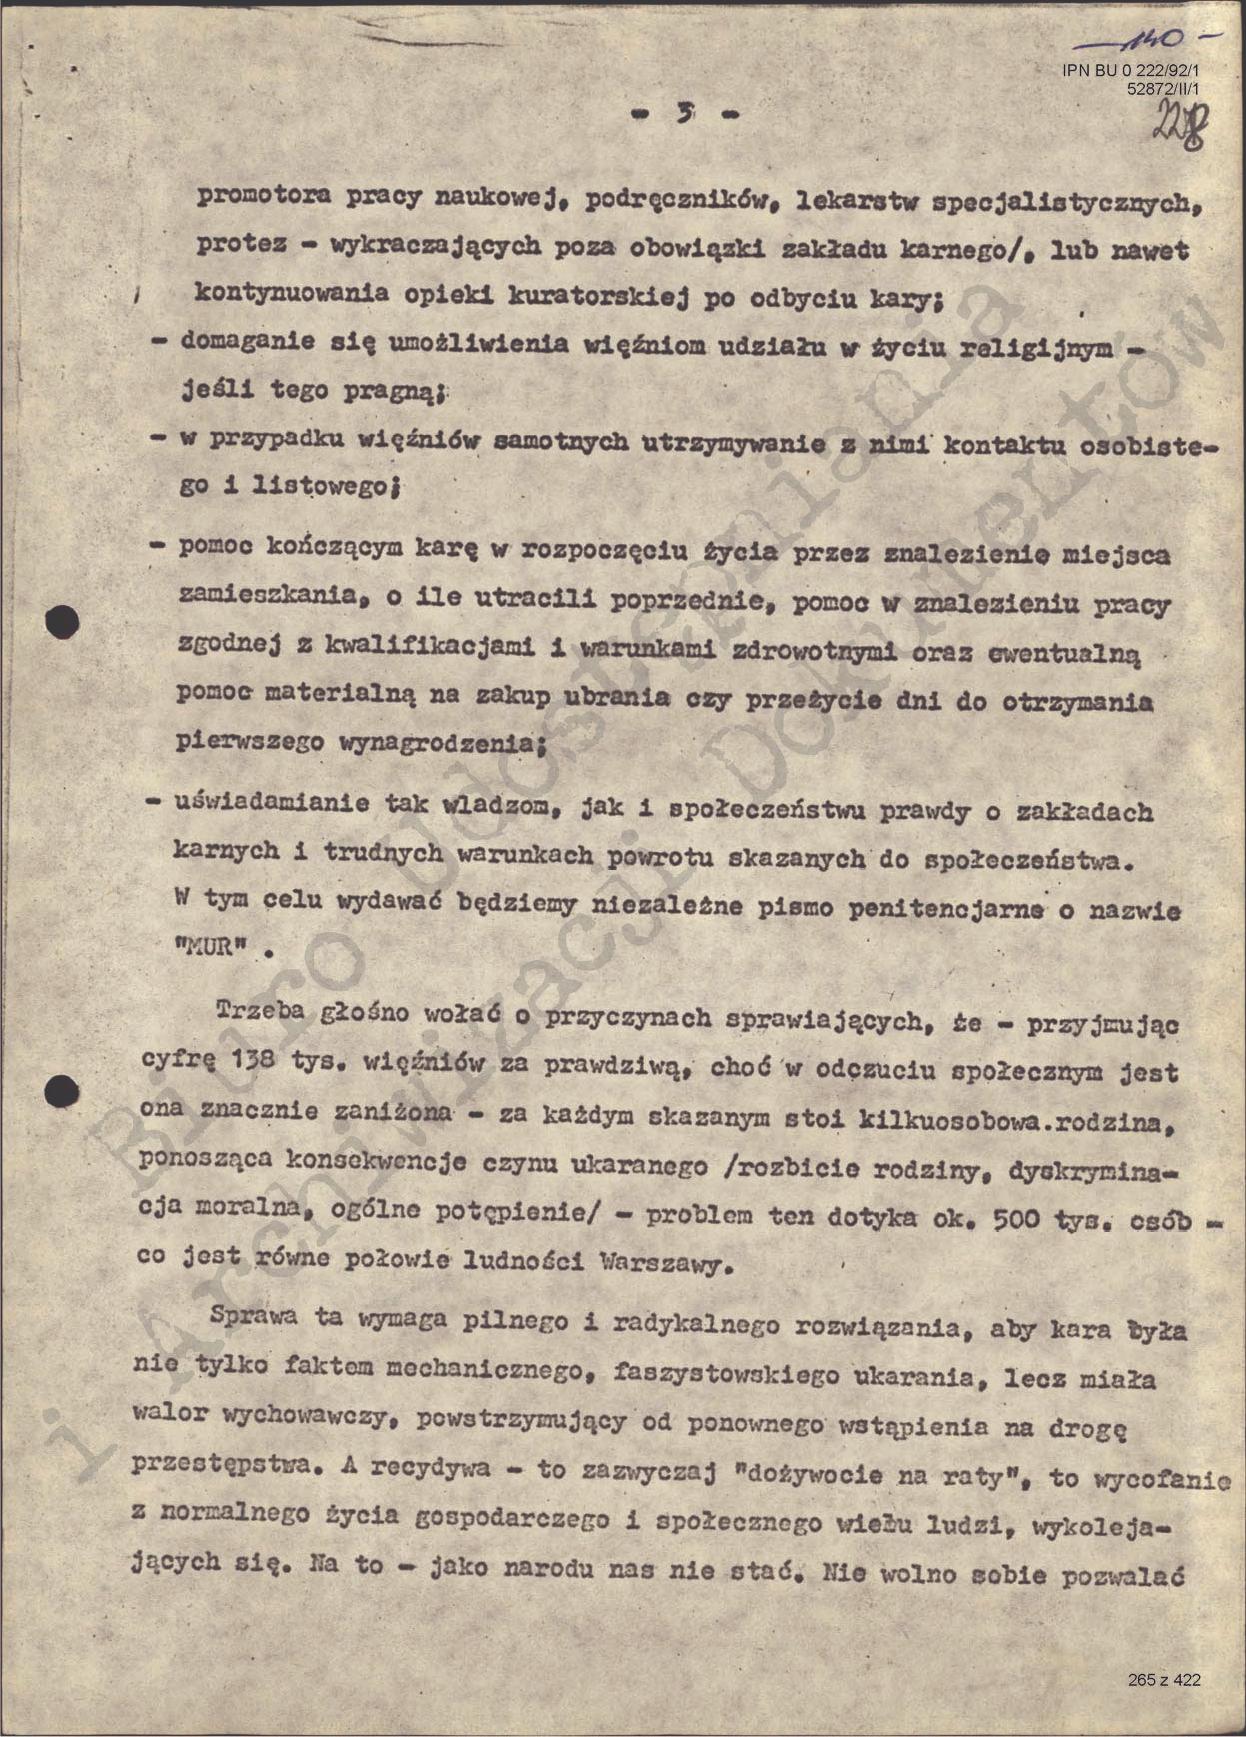 - 140 -
IPN BU 0 222/92/1
52872/II/1
- 3 -
228
promotora pracy naukowej, podręczników, lekarstw specjalistycznych,
protez - wykraczających poza obowiązki zakładu karnego/, lub nawet
kontynuowania opieki kuratorskiej po odbyciu kary;
- domaganie się umożliwienia więźniom udziału w życiu religijnym -
jeśli tego pragną;
- w przypadku więźniów samotnych utrzymywanie z nimi kontaktu osobiste-
go i listowego;
- pomoc kończącym karę w rozpoczęciu życia przez znalezienie miejsca
zamieszkania, o ile utracili poprzednie, pomoc w znalezieniu pracy
zgodnej z kwalifikacjami i warunkami zdrowotnymi oraz ewentualną
pomoc materialną na zakup ubrania czy przeżycie dni do otrzymania
pierwszego wynagrodzenia;
- uświadamianie tak wladzom, jak i społeczeństwu prawdy o zakładach
karnych i trudnych warunkach powrotu skazanych do społeczeństwa.
W tym celu wydawać będziemy niezależne pismo penitencjarne o nazwie
"MUR" .
Trzeba głośno wołać o przyczynach sprawiających, że - przyjmując
cyfrę 138 tys. więźniów za prawdziwą, choć w odczuciu społecznym jest
ona znacznie zaniżona - za każdym skazanym stoi kilkuosobowa.rodzina,
ponosząca konsekwencje czynu ukaranego /rozbicie rodziny, dyskrymina-
cja moralna, ogólne potępienie/ - problem ten dotyka ok. 500 tys. osób -
co jest równe połowie ludności Warszawy.
Sprawa ta wymaga pilnego i radykalnego rozwiązania, aby kara była
nie tylko faktem mechanicznego, faszystowskiego ukarania, lecz miała
walor wychowawczy, powstrzymujący od ponownego wstąpienia na drogę
przestępstwa. A recydywa - to zazwyczaj "dożywocie na raty", to wycofanie
z normalnego życia gospodarczego i społecznego wielu ludzi, wykoleja-
jących się. Na to - jako narodu nas nie stać. Nie wolno sobie pozwalać
Biuro Udostępniania
i Archiwizacji Dokumentów
265 z 422